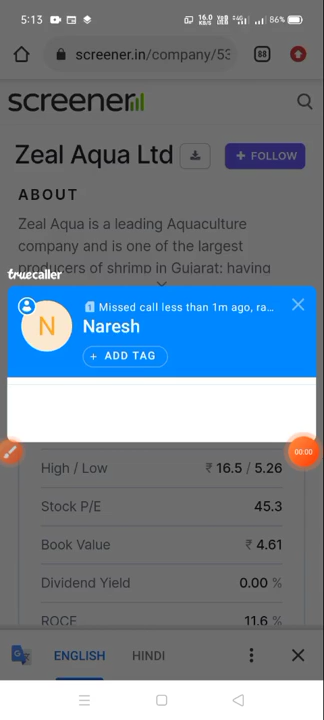 5:13
16.0
KB/S
86%
screener.in/company/53
88
screener
Zeal Aqua Ltd
+ FOLLOW
ABOUT
Zeal Aqua is a leading Aquaculture
company and is one of the largest
producers of shrimp in Gujarat; having
truecaller
Missed call less than 1m ago, ra...
N
Naresh
+ ADD TAG
00:00
High / Low ₹ 16.5 / 5.26
Stock P/E 45.3
Book Value ₹ 4.61
Dividend Yield 0.00 %
ROCE 11.6 %
ENGLISH HINDI